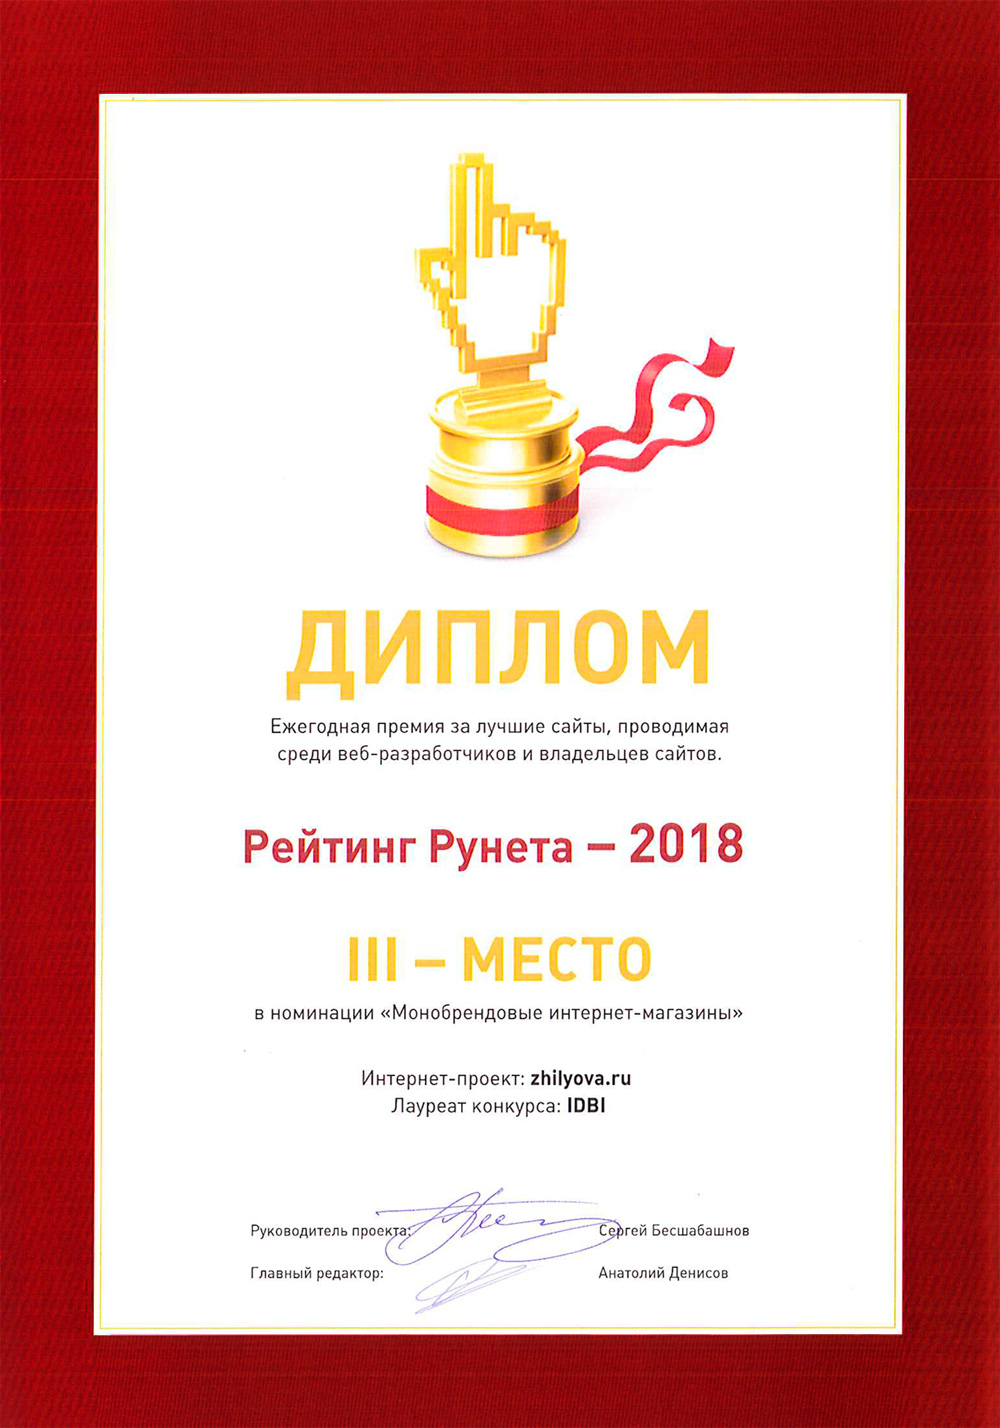 ДИПЛОМ
Ежегодная премия за лучшие сайты, проводимая
среди веб-разработчиков и владельцев сайтов.
Рейтинг Рунета – 2018
III – МЕСТО
в номинации «Монобрендовые интернет-магазины»
Интернет-проект: zhilyova.ru
Лауреат конкурса: IDBI
Руководитель проекта: Сергей Бесшабашнов
Главный редактор: Анатолий Денисов